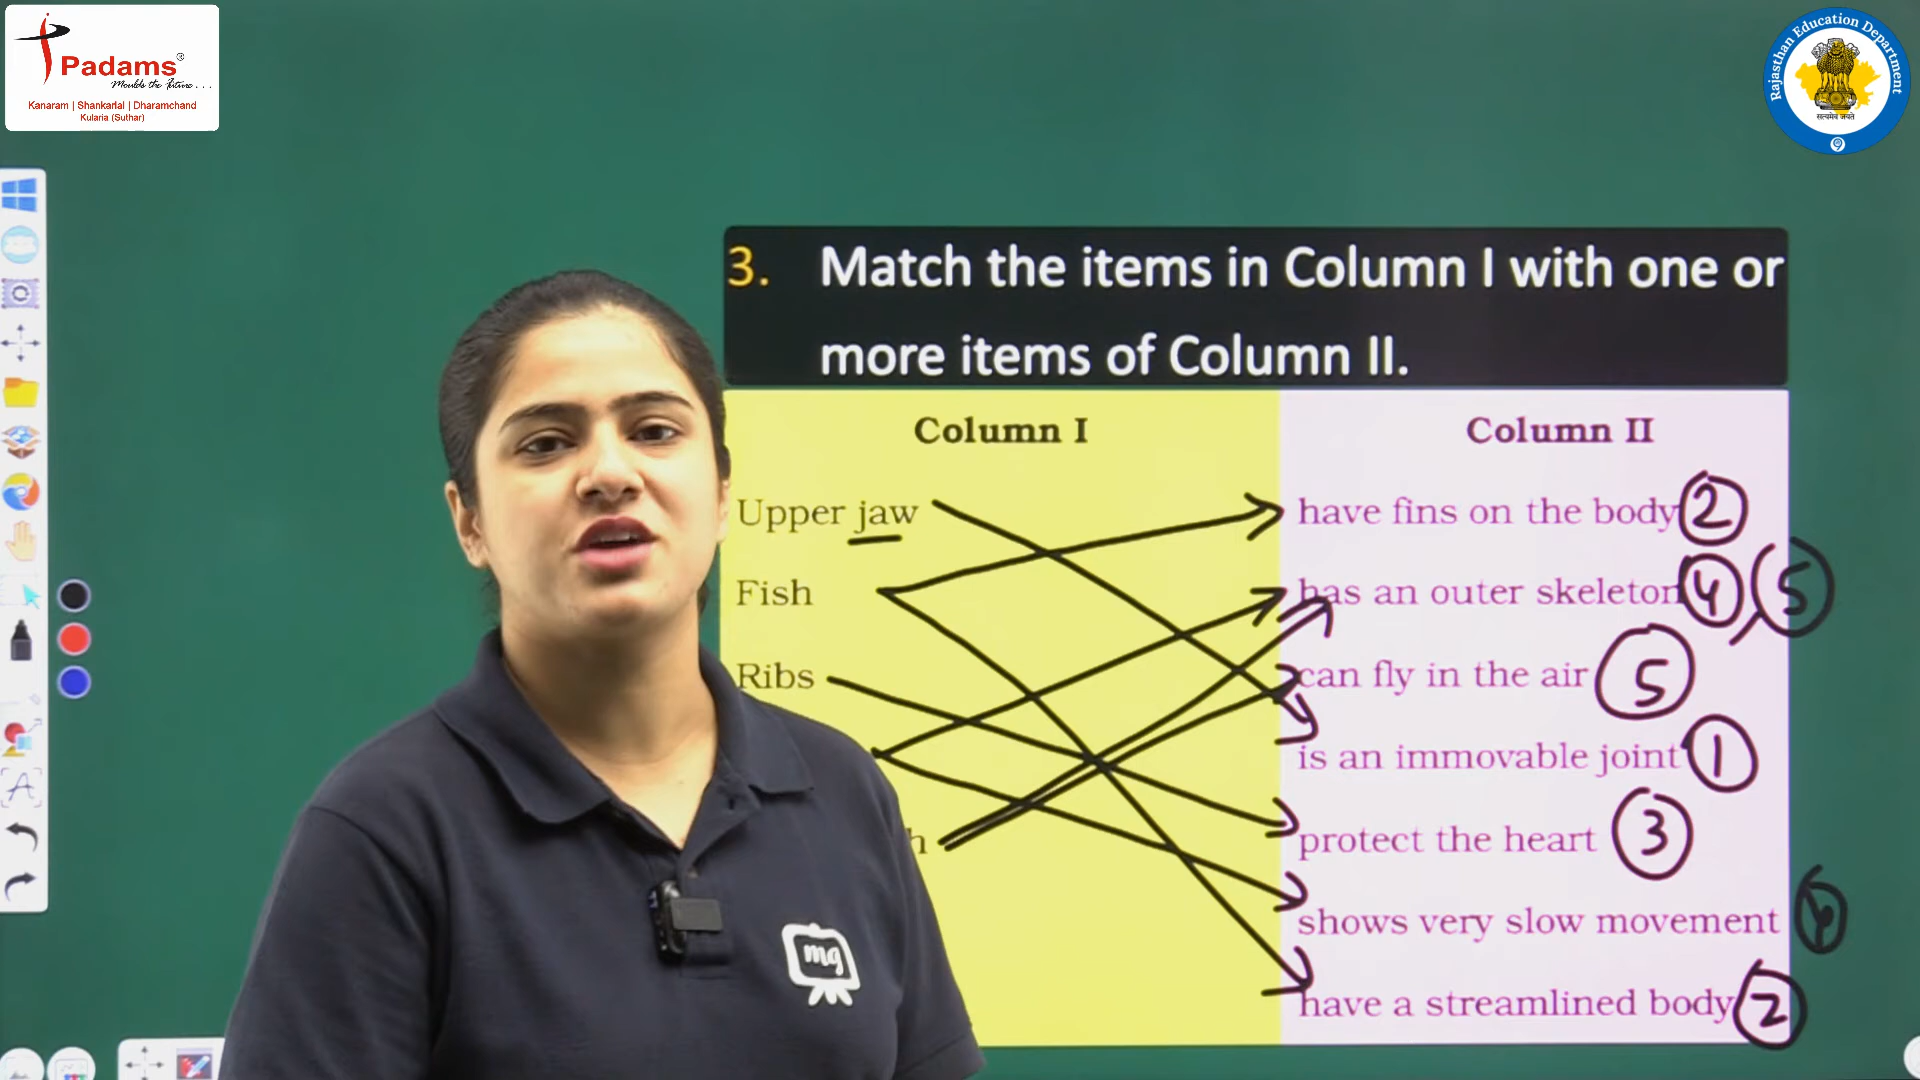 Padams®
Moulds the Future . . .
Kanaram | Shankarlal | Dharamchand
Kularia (Suthar)
Rajasthan Education Department
सत्यमेव जयते
3. Match the items in Column I with one or
more items of Column II.
Column I Column II
Upper jaw have fins on the body 2
Fish has an outer skeleton 4, 5
Ribs can fly in the air 5
is an immovable joint 1
h protect the heart 3
shows very slow movement
have a streamlined body 2
mg
A